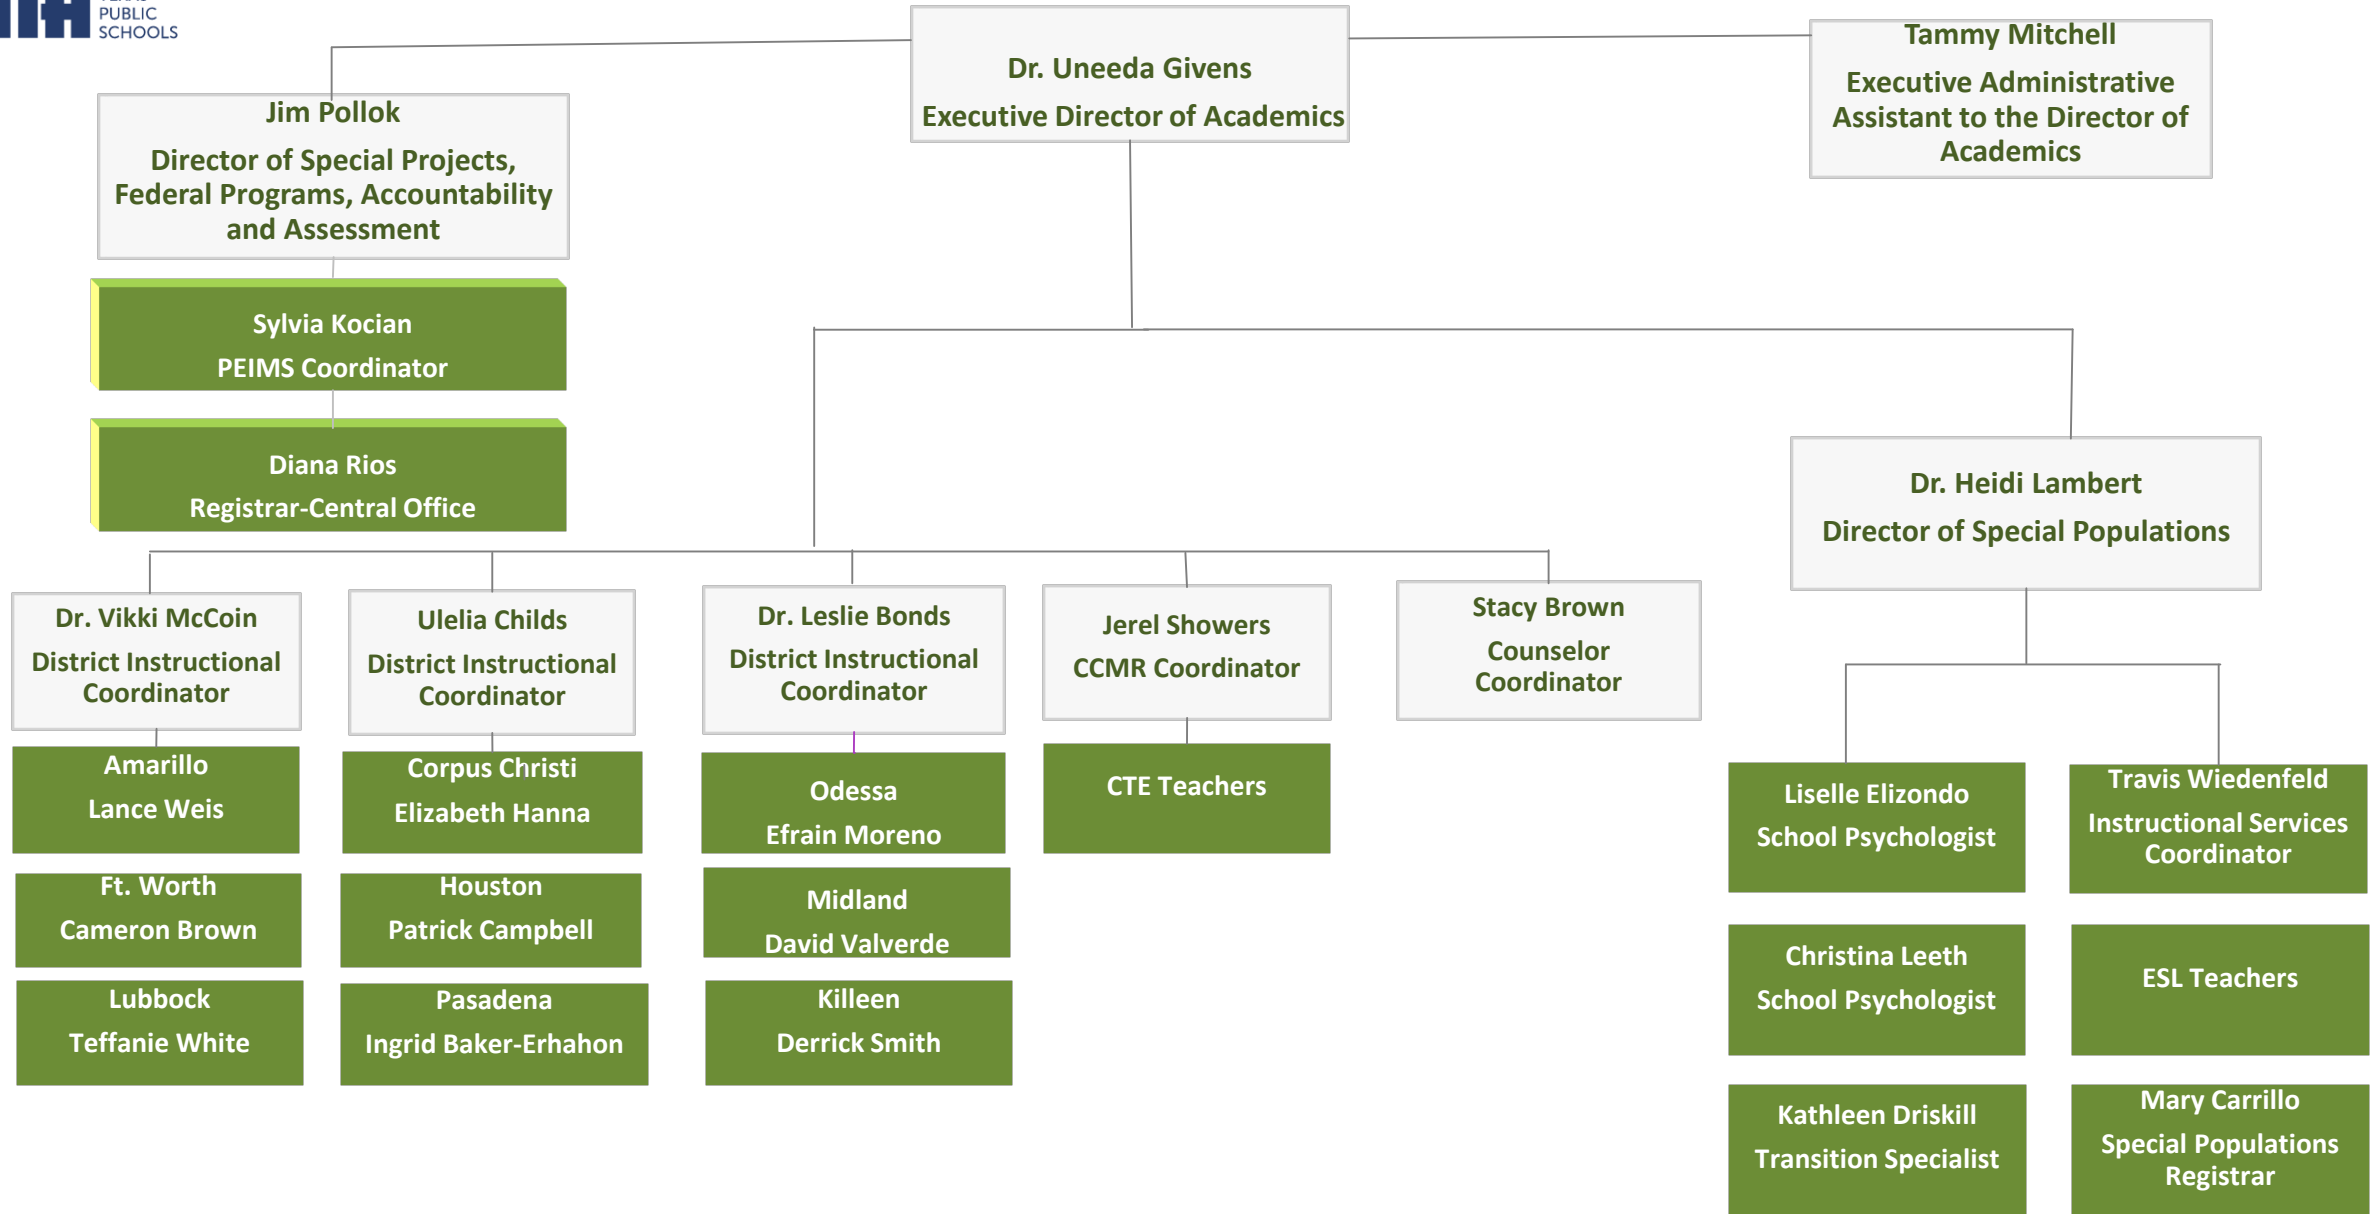 PUBLIC
SCHOOLS
Dr. Uneeda Givens
Executive Director of Academics
Tammy Mitchell
Executive Administrative
Assistant to the Director of
Academics
Jim Pollok
Director of Special Projects,
Federal Programs, Accountability
and Assessment
Sylvia Kocian
PEIMS Coordinator
Diana Rios
Registrar-Central Office
Dr. Heidi Lambert
Director of Special Populations
Dr. Vikki McCoin
District Instructional
Coordinator
Amarillo
Lance Weis
Ft. Worth
Cameron Brown
Lubbock
Teffanie White
Ulelia Childs
District Instructional
Coordinator
Corpus Christi
Elizabeth Hanna
Houston
Patrick Campbell
Pasadena
Ingrid Baker-Erhahon
Dr. Leslie Bonds
District Instructional
Coordinator
Odessa
Efrain Moreno
Midland
David Valverde
Killeen
Derrick Smith
Jerel Showers
CCMR Coordinator
CTE Teachers
Stacy Brown
Counselor
Coordinator
Liselle Elizondo
School Psychologist
Christina Leeth
School Psychologist
Kathleen Driskill
Transition Specialist
Travis Wiedenfeld
Instructional Services
Coordinator
ESL Teachers
Mary Carrillo
Special Populations
Registrar